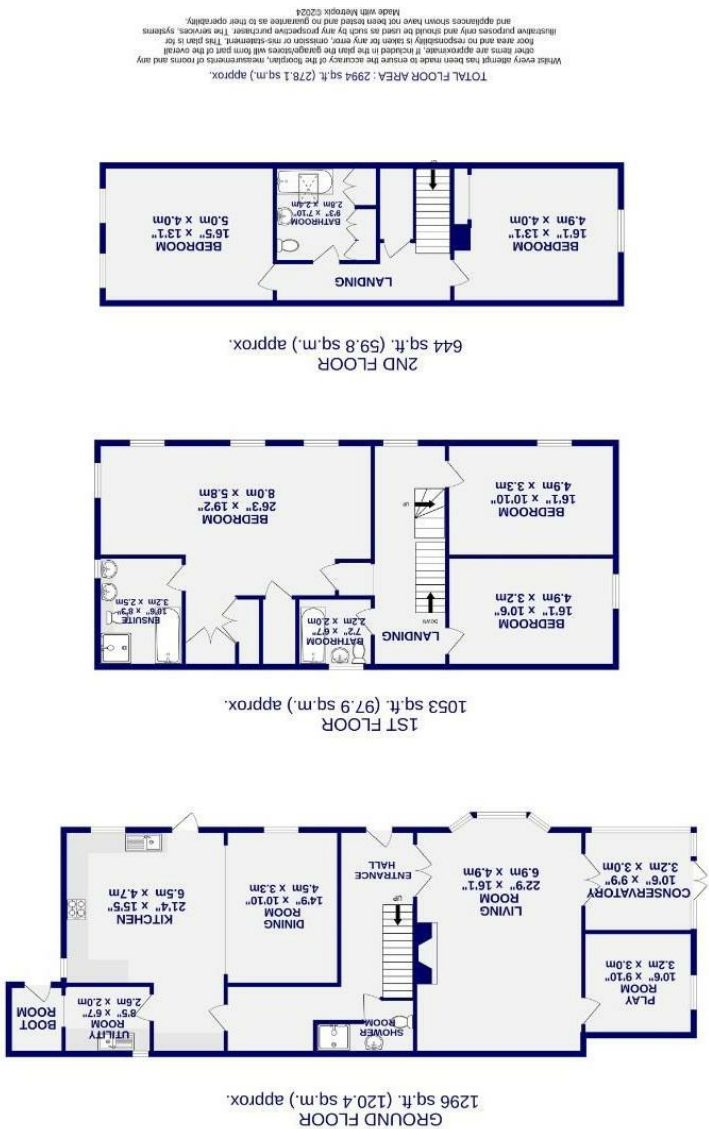 GROUND FLOOR
1296 sq.ft. (120.4 sq.m.) approx.
BOOT
ROOM
UTILITY
ROOM
8'5" x 6'7"
2.6m x 2.0m
SHOWER
ROOM
PLAY
ROOM
10'6" x 9'10"
3.2m x 3.0m
KITCHEN
21'4" x 15'5"
6.5m x 4.7m
DINING
ROOM
14'9" x 10'10"
4.5m x 3.3m
UP
ENTRANCE
HALL
LIVING
ROOM
22'9" x 16'1"
6.9m x 4.9m
CONSERVATORY
10'6" x 9'9"
3.2m x 3.0m
1ST FLOOR
1053 sq.ft. (97.9 sq.m.) approx.
ENSUITE
10'6" x 8'3"
3.2m x 2.5m
BATHROOM
7'2" x 6'7"
2.2m x 2.0m
LANDING
DOWN
BEDROOM
16'1" x 10'6"
4.9m x 3.2m
BEDROOM
26'3" x 19'2"
8.0m x 5.8m
UP
BEDROOM
16'1" x 10'10"
4.9m x 3.3m
2ND FLOOR
644 sq.ft. (59.8 sq.m.) approx.
LANDING
BEDROOM
16'5" x 13'1"
5.0m x 4.0m
BATHROOM
9'3" x 7'10"
2.8m x 2.4m
BEDROOM
16'1" x 13'1"
4.9m x 4.0m
TOTAL FLOOR AREA : 2994 sq.ft. (278.1 sq.m.) approx.
Whilst every attempt has been made to ensure the accuracy of the floorplan, measurements of rooms and any
other items are approximate, If included in the plan the garage/stores will form part of the overall
floor area and no responsibility is taken for any error, omission or mis-statement. This plan is for
illustrative purposes only and should be used as such by any prospective purchaser. The services, systems
and appliances shown have not been tested and no guarantee as to their operability.
Made with Metropix ©2024